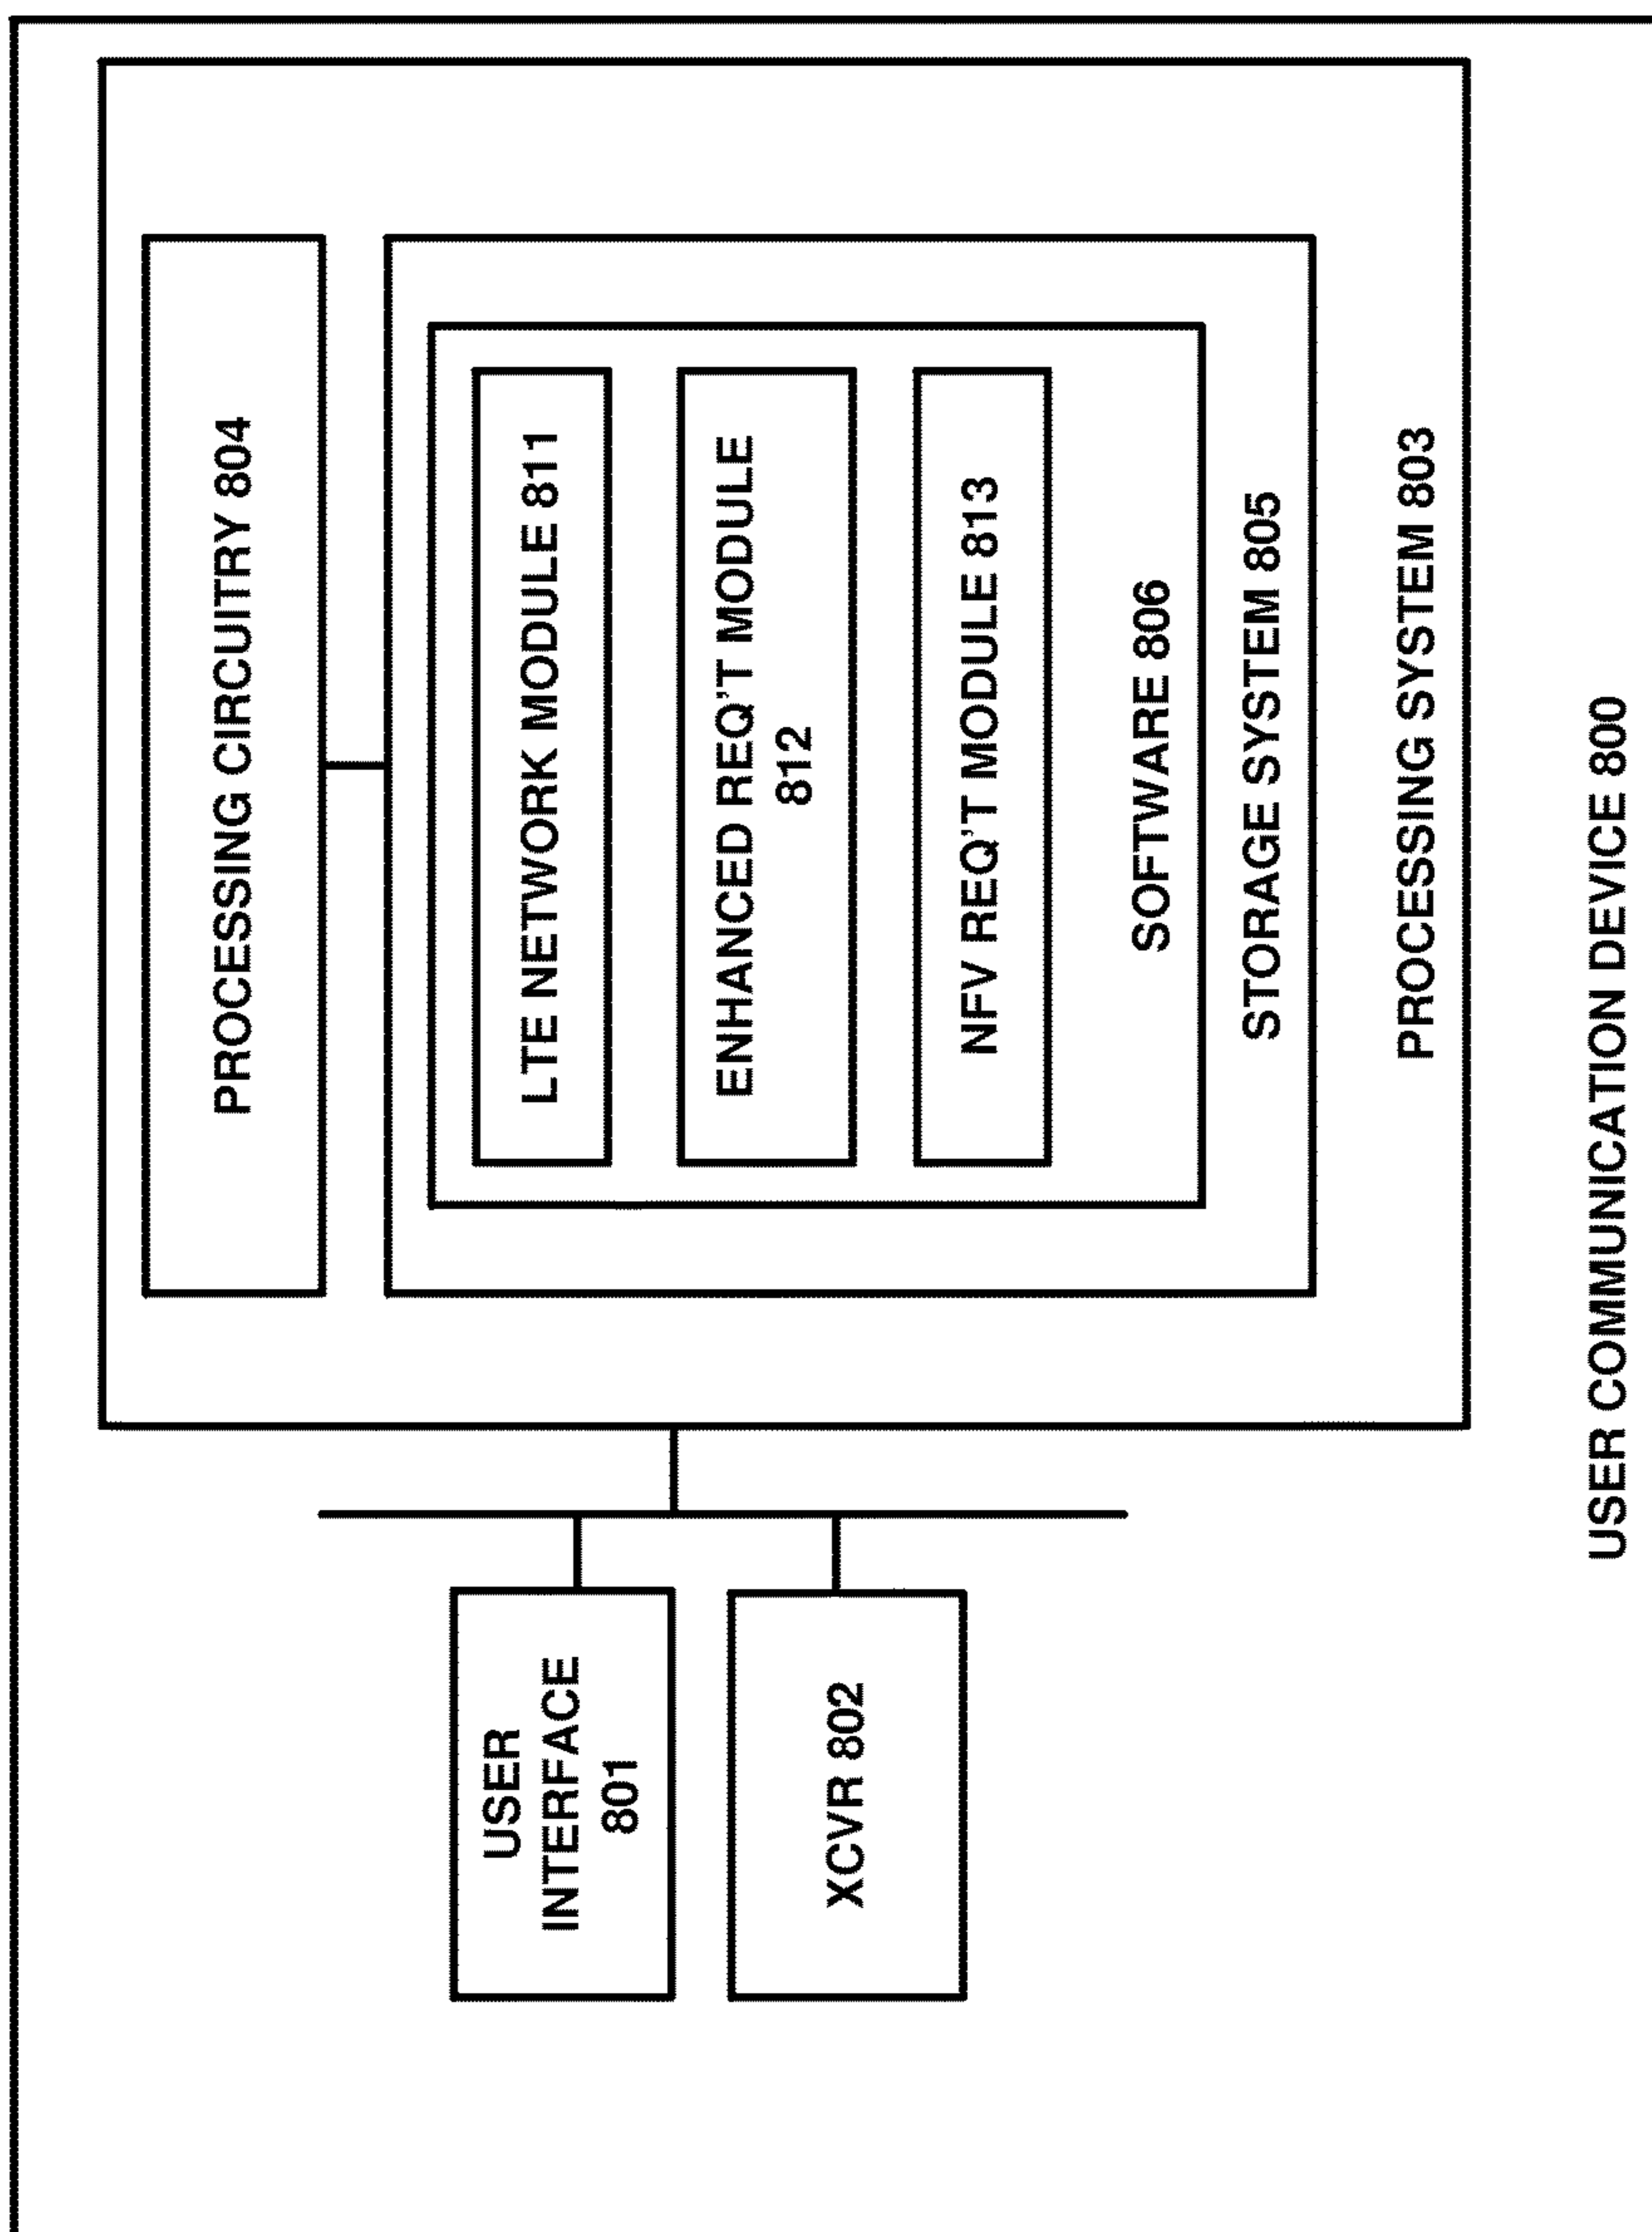 PROCESSING CIRCUITRY 804
LTE NETWORK MODULE 811
ENHANCED REQ'T MODULE
812
NFV REQ'T MODULE 813
SOFTWARE 806
STORAGE SYSTEM 805
PROCESSING SYSTEM 803
USER
INTERFACE
801
XCVR 802
USER COMMUNICATION DEVICE 800